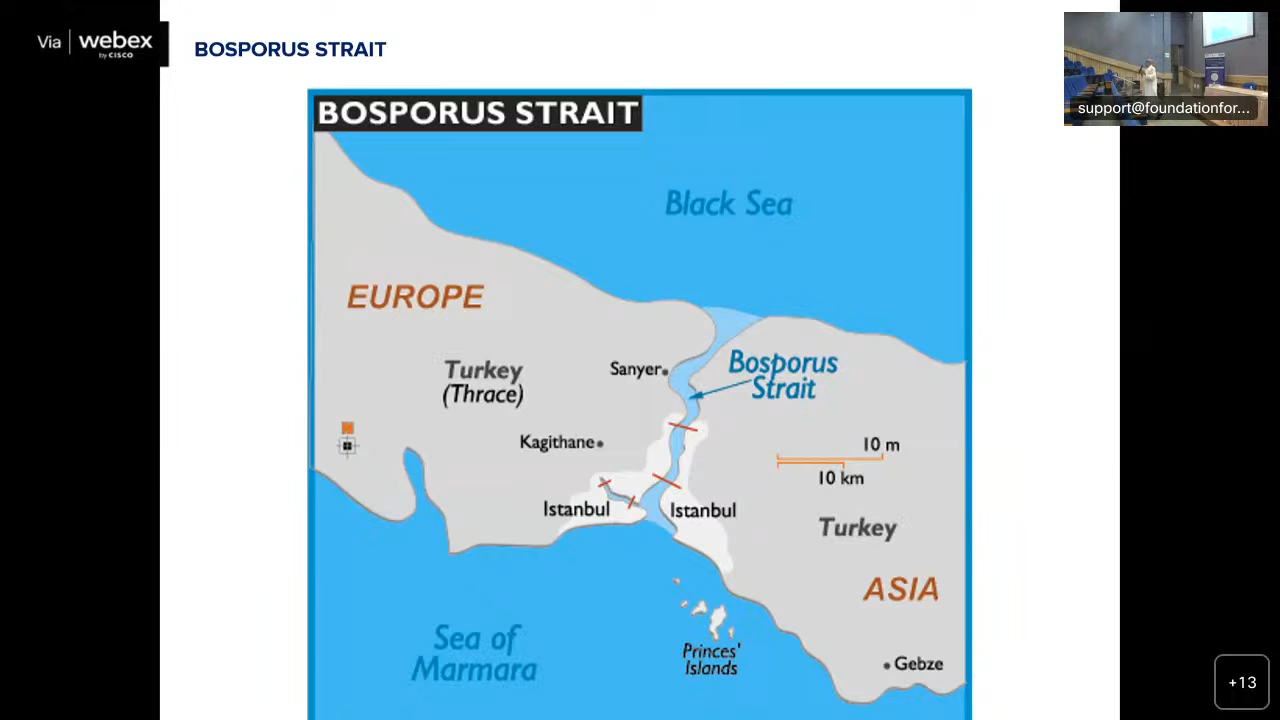 Via webex
by CISCO
BOSPORUS STRAIT
support@foundationfor...
BOSPORUS STRAIT
Black Sea
EUROPE
Turkey
(Thrace)
Sanyer
Bosporus
Strait
Kagithane
10 m
10 km
Istanbul
Istanbul
Turkey
ASIA
Sea of
Marmara
Princes'
Islands
Gebze
+13